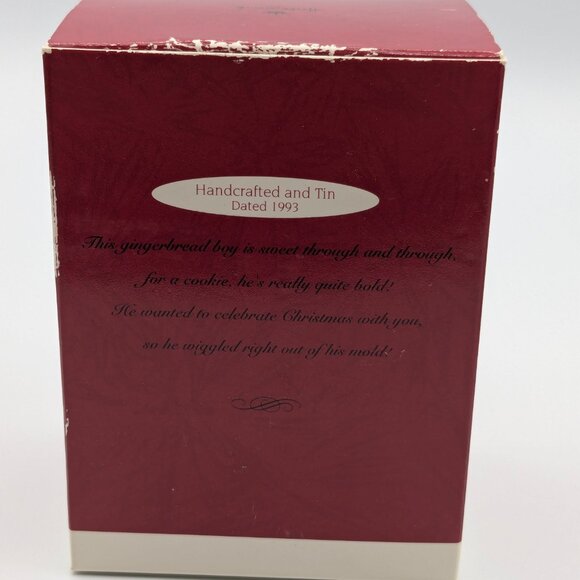 Handcrafted and Tin
Dated 1993
This gingerbread boy is sweet through and through,
for a cookie, he's really quite bold!
He wanted to celebrate Christmas with you,
so he wiggled right out of his mold!